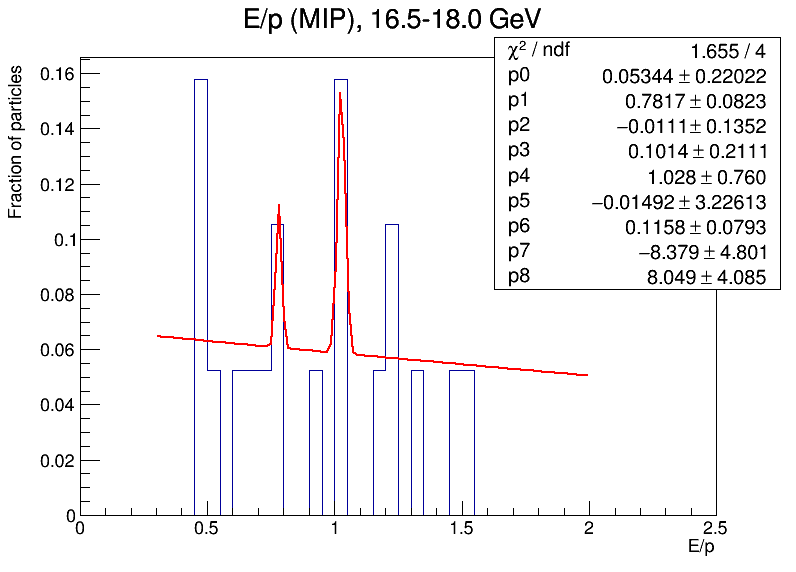 E/p (MIP), 16.5-18.0 GeV
χ² / ndf 1.655 / 4
p0 0.05344 ± 0.22022
p1 0.7817 ± 0.0823
p2 −0.0111 ± 0.1352
p3 0.1014 ± 0.2111
p4 1.028 ± 0.760
p5 −0.01492 ± 3.22613
p6 0.1158 ± 0.0793
p7 −8.379 ± 4.801
p8 8.049 ± 4.085
Fraction of particles
0.16
0.14
0.12
0.1
0.08
0.06
0.04
0.02
0
0 0.5 1 1.5 2 2.5
E/p